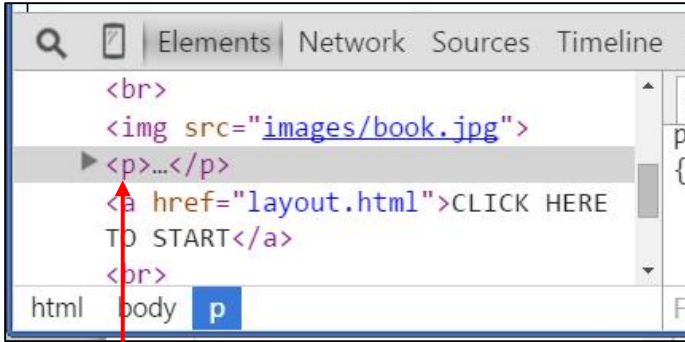 Elements Network Sources Timeline
<br>
<img src="images/book.jpg">
<p>…</p>
<a href="layout.html">CLICK HERE
TO START</a>
<br>
html body p
p
{
F